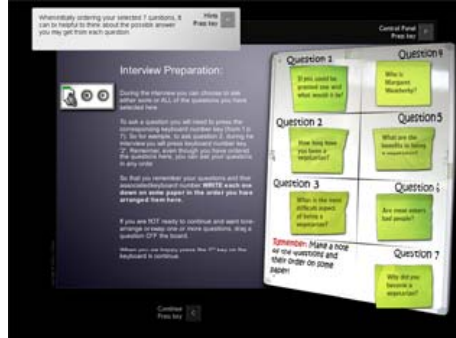 When initially ordering your selected 7 questions, it
can be helpful to think about the possible answer
you may get from each question
Hints
Press key
Control Panel
Press key
Interview Preparation:
During the interview you can choose to ask
either some or ALL of the questions you have
selected here
To ask a question you will need to press the
corresponding keyboard number key (from 1 to
7). So for example, to ask question 2, during the
interview you will press keyboard number key
'2'. Remember, even though you have ordered
the questions here, you can ask your questions
in any order
So that you remember your questions and their
associated keyboard number WRITE each one
down on some paper in the order you have
arranged them here.
If you are NOT ready to continue and want to re-
arrange or swap one or more questions, drag a
question OFF the board.
When you are happy press the key on the
keyboard to continue.
Continue
Press key C
Question 1
If you could be
granted one wish
what would it be?
Question 2
How long have
you been a
vegetarian?
Question 3
What is the most
difficult aspect
of being a
vegetarian?
Remember: Make a note
of the questions and
their order on some
paper!
Question 4
Who is
Margaret
Question 5
What are the
benefits to being
a vegetarian?
Question 6
Are meat eaters
bad people?
Question 7
Why did you
become a
vegetarian?